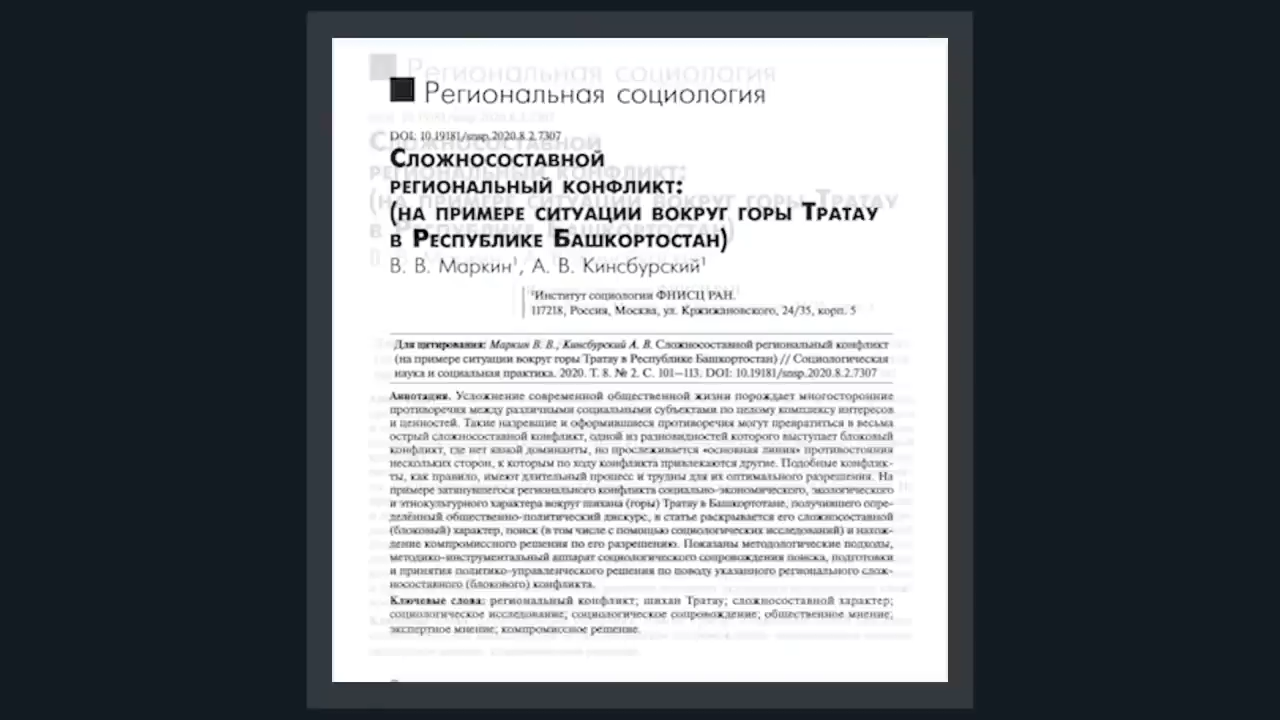 Региональная социология
DOI: 10.19181/snsp.2020.8.2.7307
Сложносоставной
региональный конфликт:
(на примере ситуации вокруг горы Тратау
в Республике Башкортостан)
В. В. Маркин¹, А. В. Кинсбурский¹
¹Институт социологии ФНИСЦ РАН.
117218, Россия, Москва, ул. Кржижановского, 24/35, корп. 5
Для цитирования: Маркин В. В., Кинсбурский А. В. Сложносоставной региональный конфликт
(на примере ситуации вокруг горы Тратау в Республике Башкортостан) // Социологическая
наука и социальная практика. 2020. Т. 8. № 2. С. 101–113. DOI: 10.19181/snsp.2020.8.2.7307
Аннотация. Усложнение современной общественной жизни порождает многосторонние
противоречия между различными социальными субъектами по целому комплексу интересов
и ценностей. Такие назревшие и оформившиеся противоречия могут превратиться в весьма
острый сложносоставной конфликт, одной из разновидностей которого выступает блоковый
конфликт, где нет явной доминанты, но прослеживается «основная линия» противостояния
нескольких сторон, к которым по ходу конфликта привлекаются другие. Подобные конфлик-
ты, как правило, имеют длительный процесс и трудны для их оптимального разрешения. На
примере затянувшегося регионального конфликта социально-экономического, экологического
и этнокультурного характера вокруг шихана (горы) Тратау в Башкортотане, получившего опре-
делённый общественно-политический дискурс, в статье раскрывается его сложносоставной
(блоковый) характер, поиск (в том числе с помощью социологических исследований) и нахож-
дение компромиссного решения по его разрешению. Показаны методологические подходы,
методико-инструментальный аппарат социологического сопровождения поиска, подготовки
и принятия политико-управленческого решения по поводу указанного регионального слож-
носоставного (блокового) конфликта.
Ключевые слова: региональный конфликт; шихан Тратау; сложносоставной характер;
социологическое исследование; социологическое сопровождение; общественное мнение;
экспертное мнение; компромиссное решение.